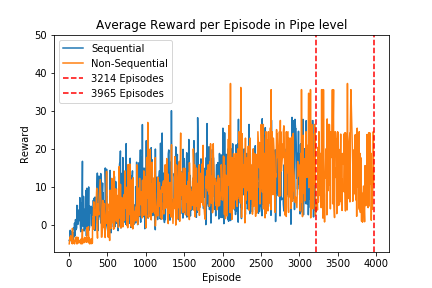 Average Reward per Episode in Pipe level
50
40
30
20
10
0
Reward
Sequential
Non-Sequential
3214 Episodes
3965 Episodes
0 500 1000 1500 2000 2500 3000 3500 4000
Episode